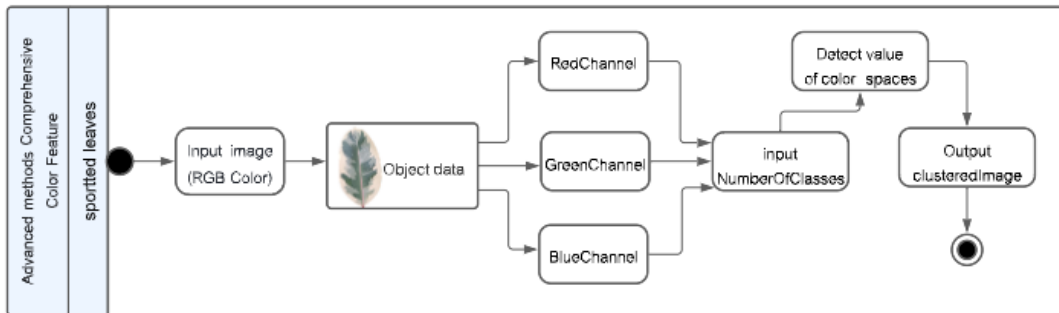 Advanced methods Comprehensive
Color Feature
sportted leaves
Input image
(RGB Color)
Object data
RedChannel
GreenChannel
BlueChannel
input
NumberOfClasses
Detect value
of color spaces
Output
clusteredImage